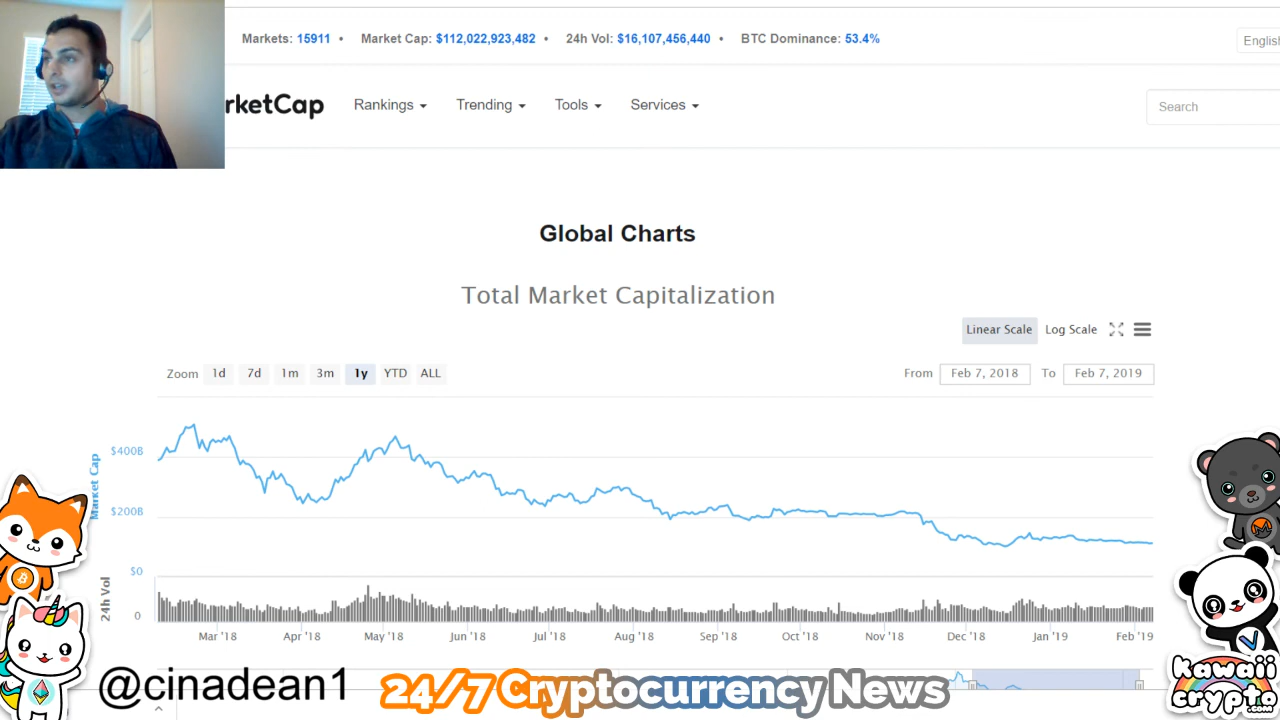 Markets: 15911 • Market Cap: $112,022,923,482 • 24h Vol: $16,107,456,440 • BTC Dominance: 53.4%
English
rketCap Rankings Trending Tools Services
Search
Global Charts
Total Market Capitalization
Linear Scale Log Scale
Zoom 1d 7d 1m 3m 1y YTD ALL From Feb 7, 2018 To Feb 7, 2019
Market Cap
$400B
$200B
$0
24h Vol
0
Mar '18 Apr '18 May '18 Jun '18 Jul '18 Aug '18 Sep '18 Oct '18 Nov '18 Dec '18 Jan '19 Feb '19
@cinadean1
24/7 Cryptocurrency News
kawaii
crypto
.com